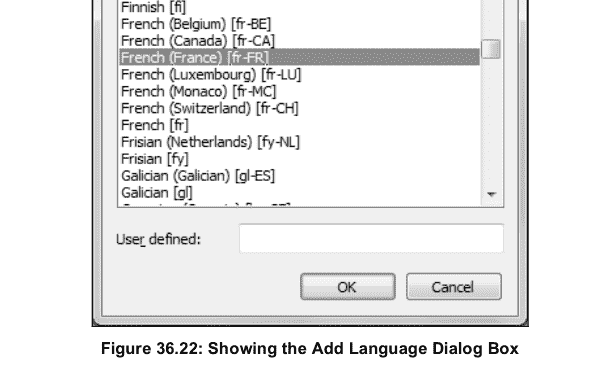 Finnish [fi]
French (Belgium) [fr-BE]
French (Canada) [fr-CA]
French (France) [fr-FR]
French (Luxembourg) [fr-LU]
French (Monaco) [fr-MC]
French (Switzerland) [fr-CH]
French [fr]
Frisian (Netherlands) [fy-NL]
Frisian [fy]
Galician (Galician) [gl-ES]
Galician [gl]
User defined:
OK Cancel
Figure 36.22: Showing the Add Language Dialog Box